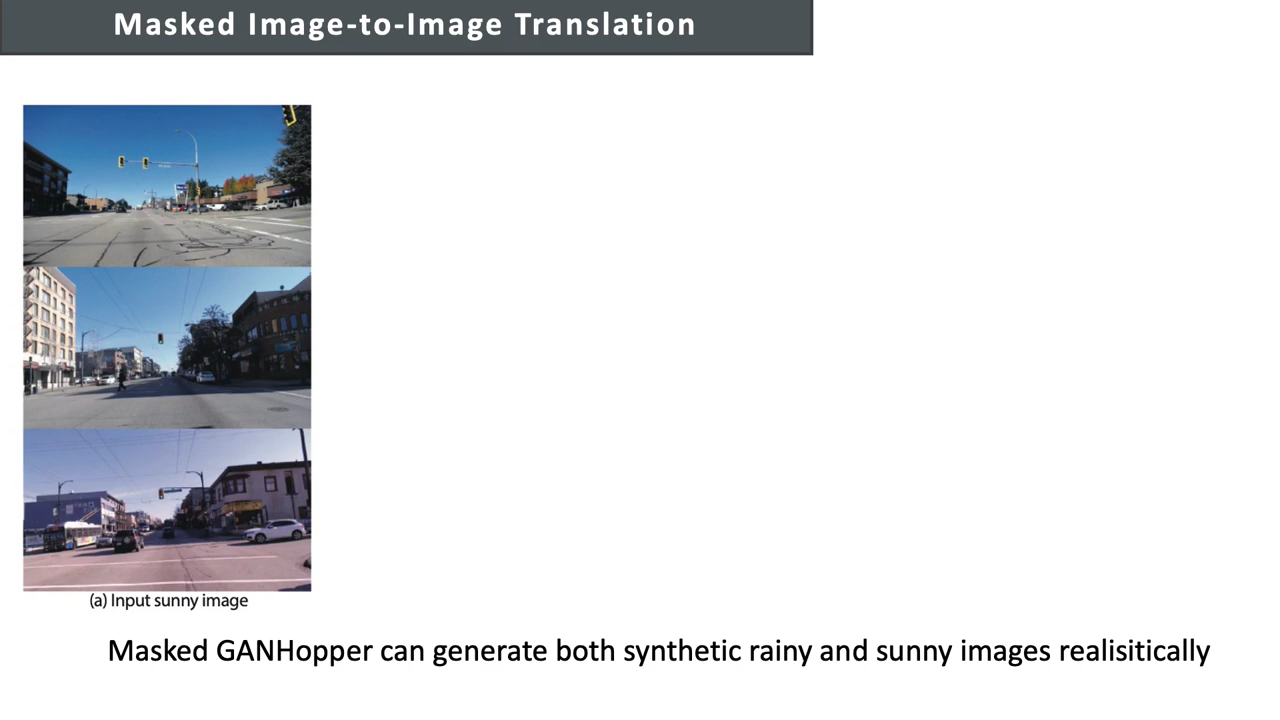 Masked Image-to-Image Translation
(a) Input sunny image
Masked GANHopper can generate both synthetic rainy and sunny images realisitically